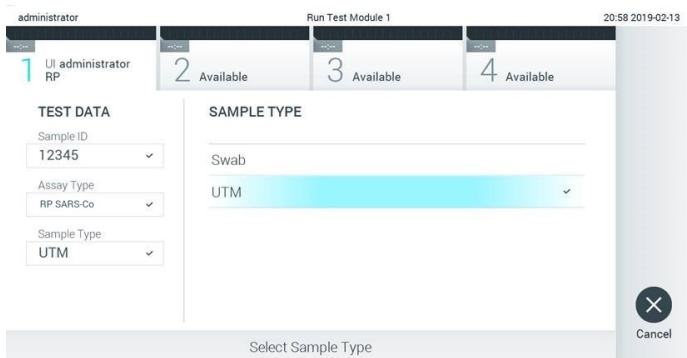 administrator
Run Test Module 1
20:58 2019-02-13
--:--
1 UI administrator
RP
--:--
2 Available
--:--
3 Available
--:--
4 Available
TEST DATA
Sample ID
12345
Assay Type
RP SARS-Co
Sample Type
UTM
SAMPLE TYPE
Swab
UTM
Cancel
Select Sample Type